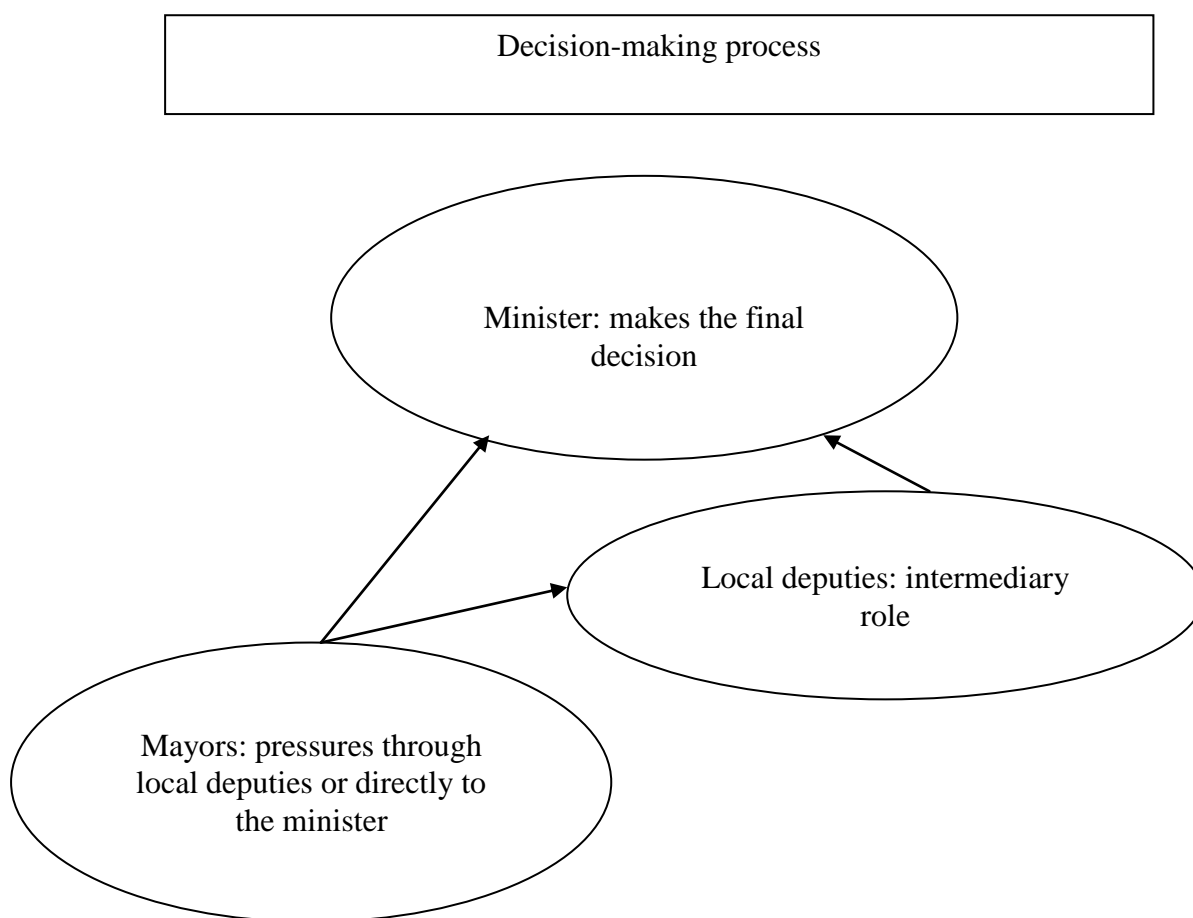 Decision-making process
Minister: makes the final
decision
Local deputies: intermediary
role
Mayors: pressures through
local deputies or directly to
the minister